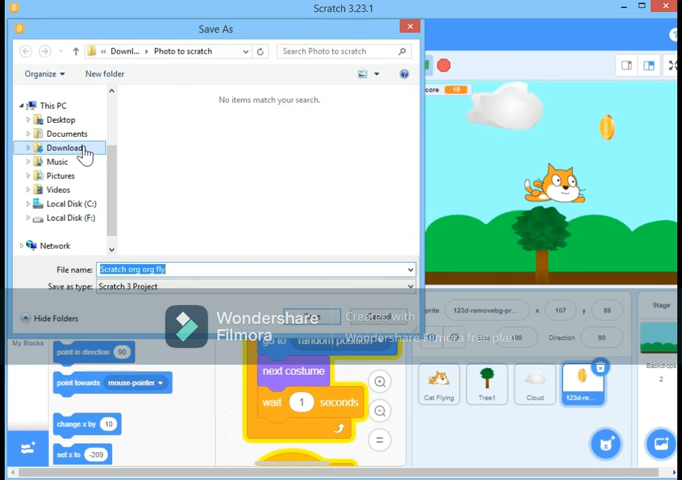 Scratch 3.23.1
Save As
« Downl... › Photo to scratch
Search Photo to scratch
Organize
New folder
No items match your search.
This PC
Desktop
Documents
Downloads
Music
Pictures
Videos
Local Disk (C:)
Local Disk (F:)
Network
File name:
Scratch org org fly
Save as type:
Scratch 3 Project
Hide Folders
Cancel
Wondershare
Filmora
Created with
Wondershare Filmora free plan
core
18
Sprite
123d-removebg-pr...
x
107
y
88
Direction
90
Stage
Backdrops
2
Cat Flying
Tree1
Cloud
123d-re...
My Blocks
point in direction
90
point towards
mouse-pointer
change x by
10
set x to
-209
go to
random position
next costume
wait
1
seconds